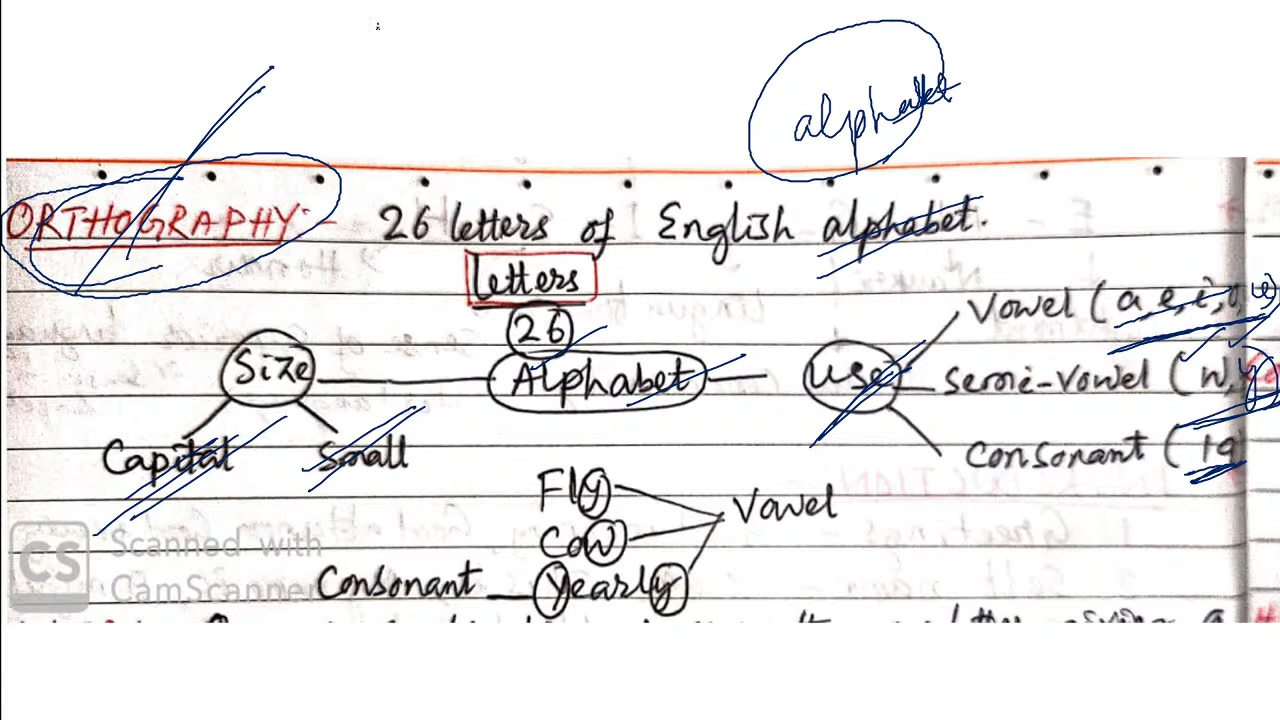 alphabet
ORTHOGRAPHY:- 26 letters of English alphabet.
letters
26
Size Alphabet Use
Vowel (a, e, i, o, u)
Semi-Vowel (w, y)
Consonant (19)
Capital Small
Fly
Cow
Vowel
Consonant Yearly
CS Scanned with
CamScanner